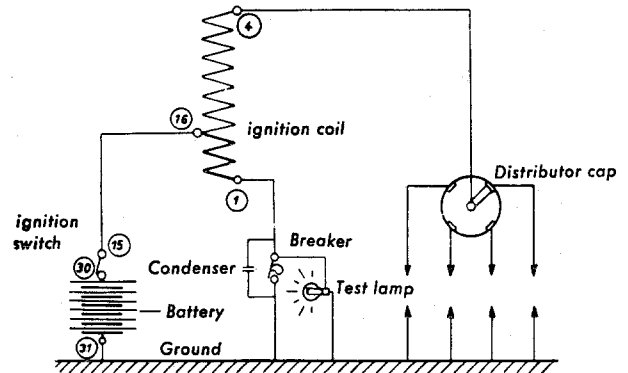 4
16
ignition coil
1
Distributor cap
ignition
switch
15
30
Breaker
Condenser
Test lamp
Battery
31
Ground